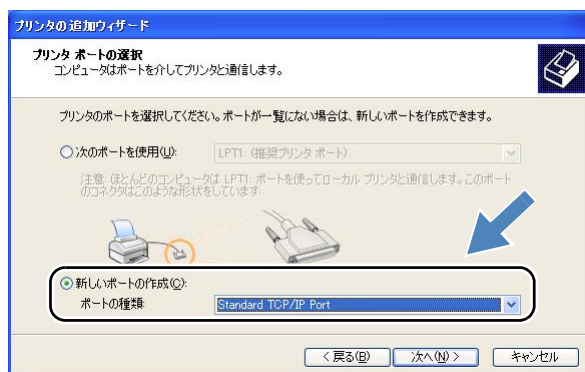 プリンタの追加ウィザード
プリンタ ポートの選択
コンピュータはポートを介してプリンタと通信します。
プリンタのポートを選択してください。ポートが一覧にない場合は、新しいポートを作成できます。
次のポートを使用(U):
LPT1: (推奨プリンタ ポート)
注意: ほとんどのコンピュータは LPT1: ポートを使ってローカル プリンタと通信します。このポート
のコネクタはこのような形状をしています:
新しいポートの作成(C):
ポートの種類:
Standard TCP/IP Port
< 戻る(B)
次へ(N) >
キャンセル